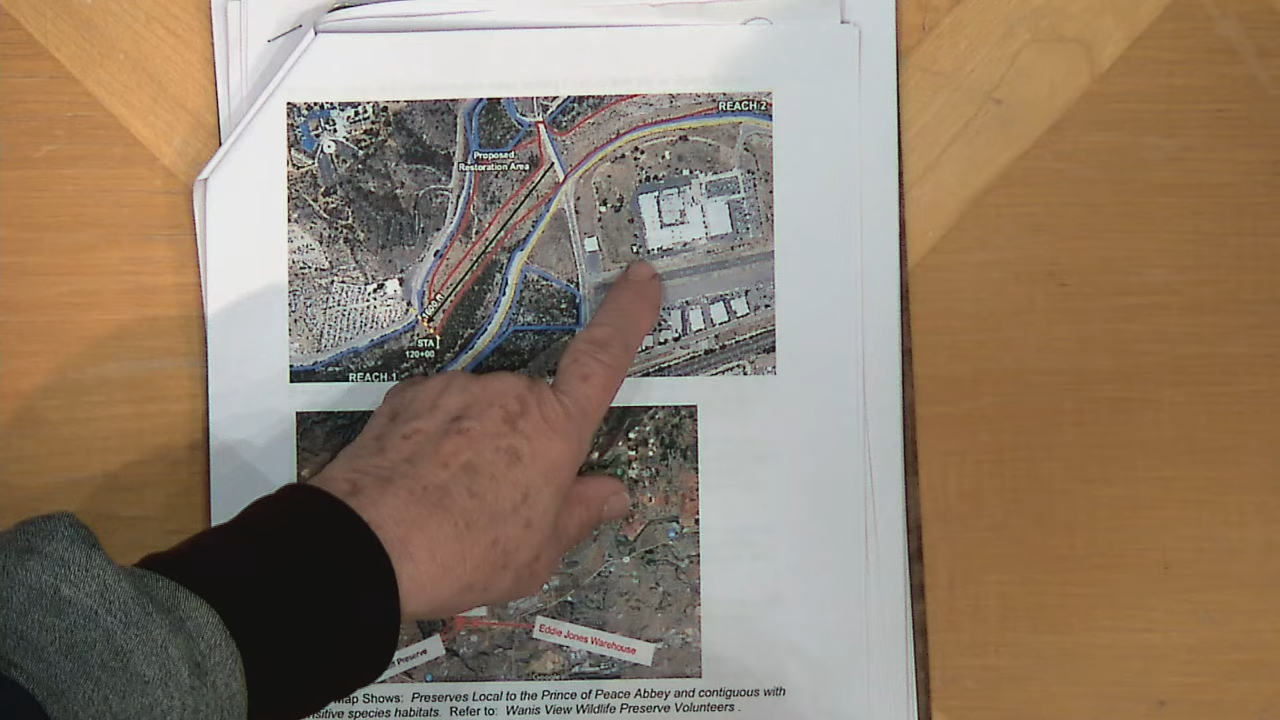 REACH 2
Proposed
Restoration Area
STA
120+00
REACH 1
Eddie Jones Warehouse
Preserve
Map Shows: Preserves Local to the Prince of Peace Abbey and contiguous with
sitive species habitats. Refer to: Wanis View Wildlife Preserve Volunteers .